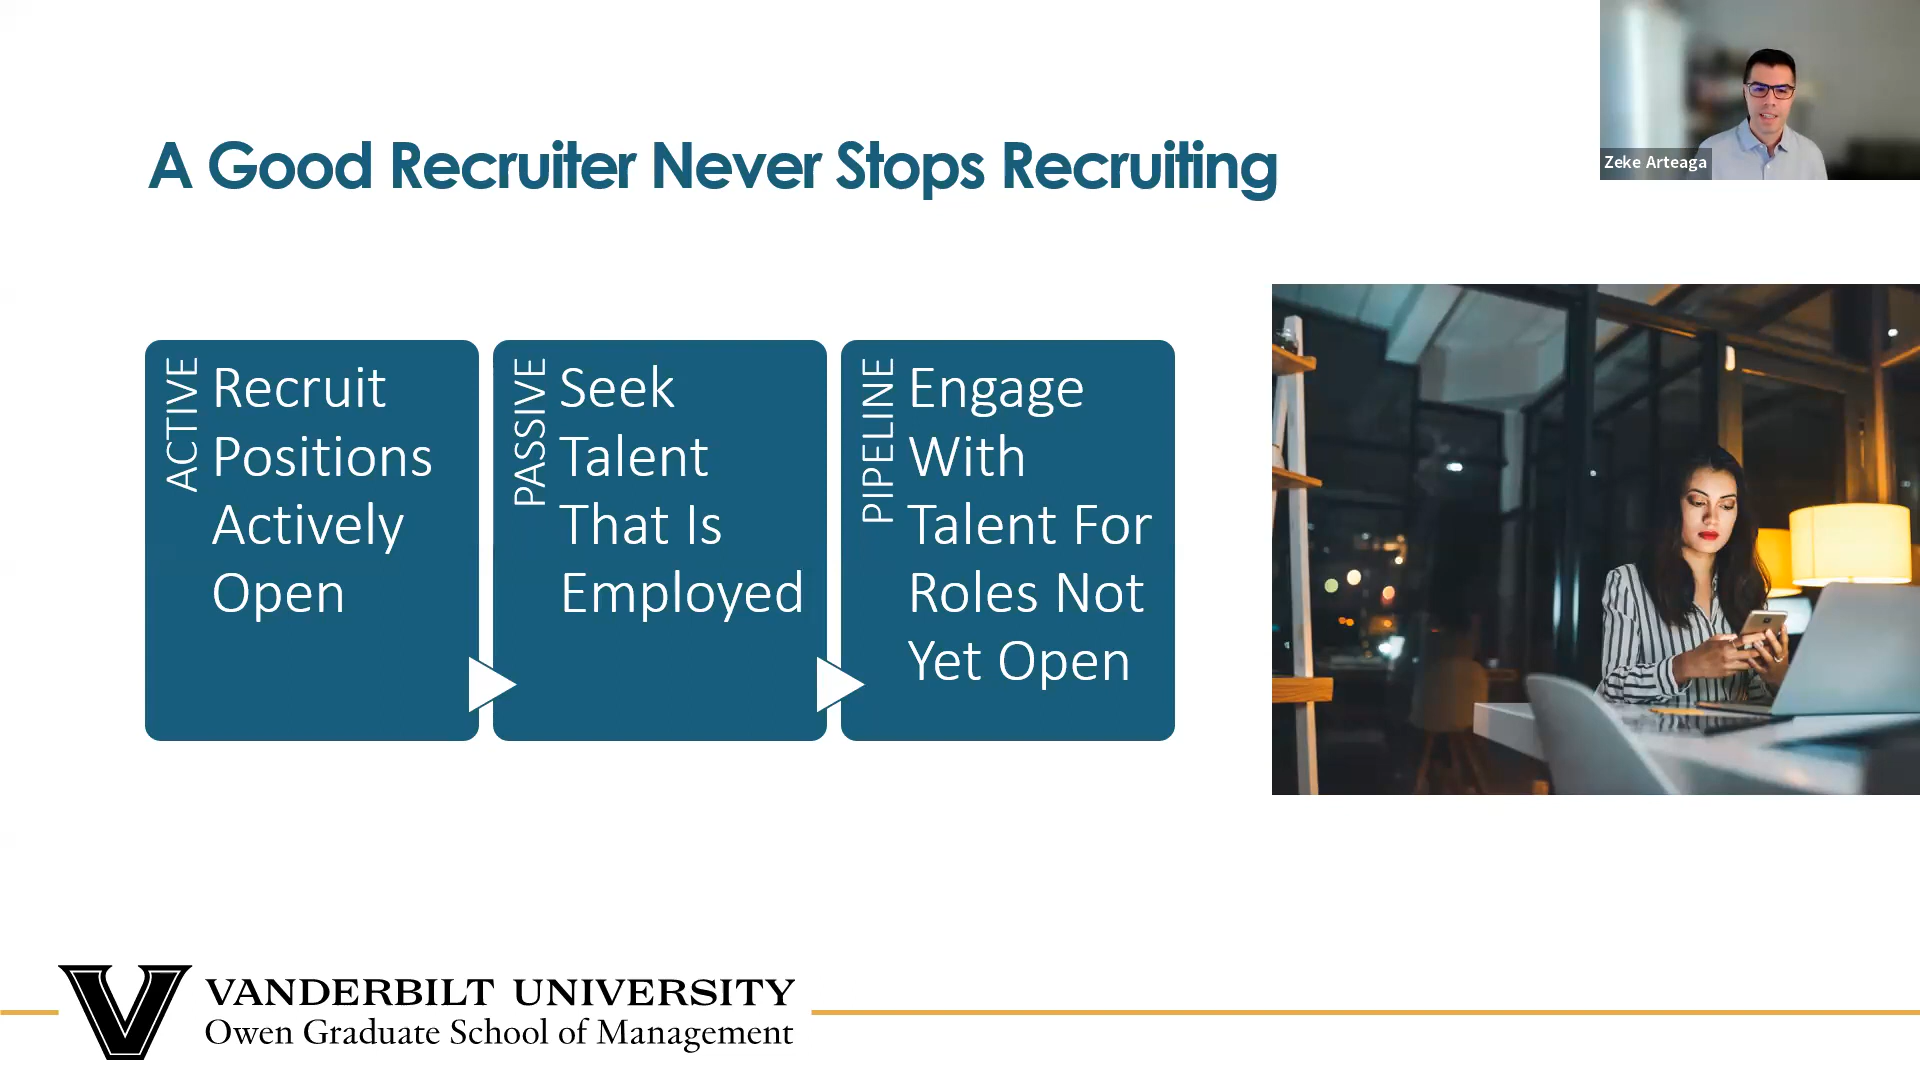 Zeke Arteaga
A Good Recruiter Never Stops Recruiting
ACTIVE
Recruit
Positions
Actively
Open
PASSIVE
Seek
Talent
That Is
Employed
PIPELINE
Engage
With
Talent For
Roles Not
Yet Open
V
VANDERBILT UNIVERSITY
Owen Graduate School of Management